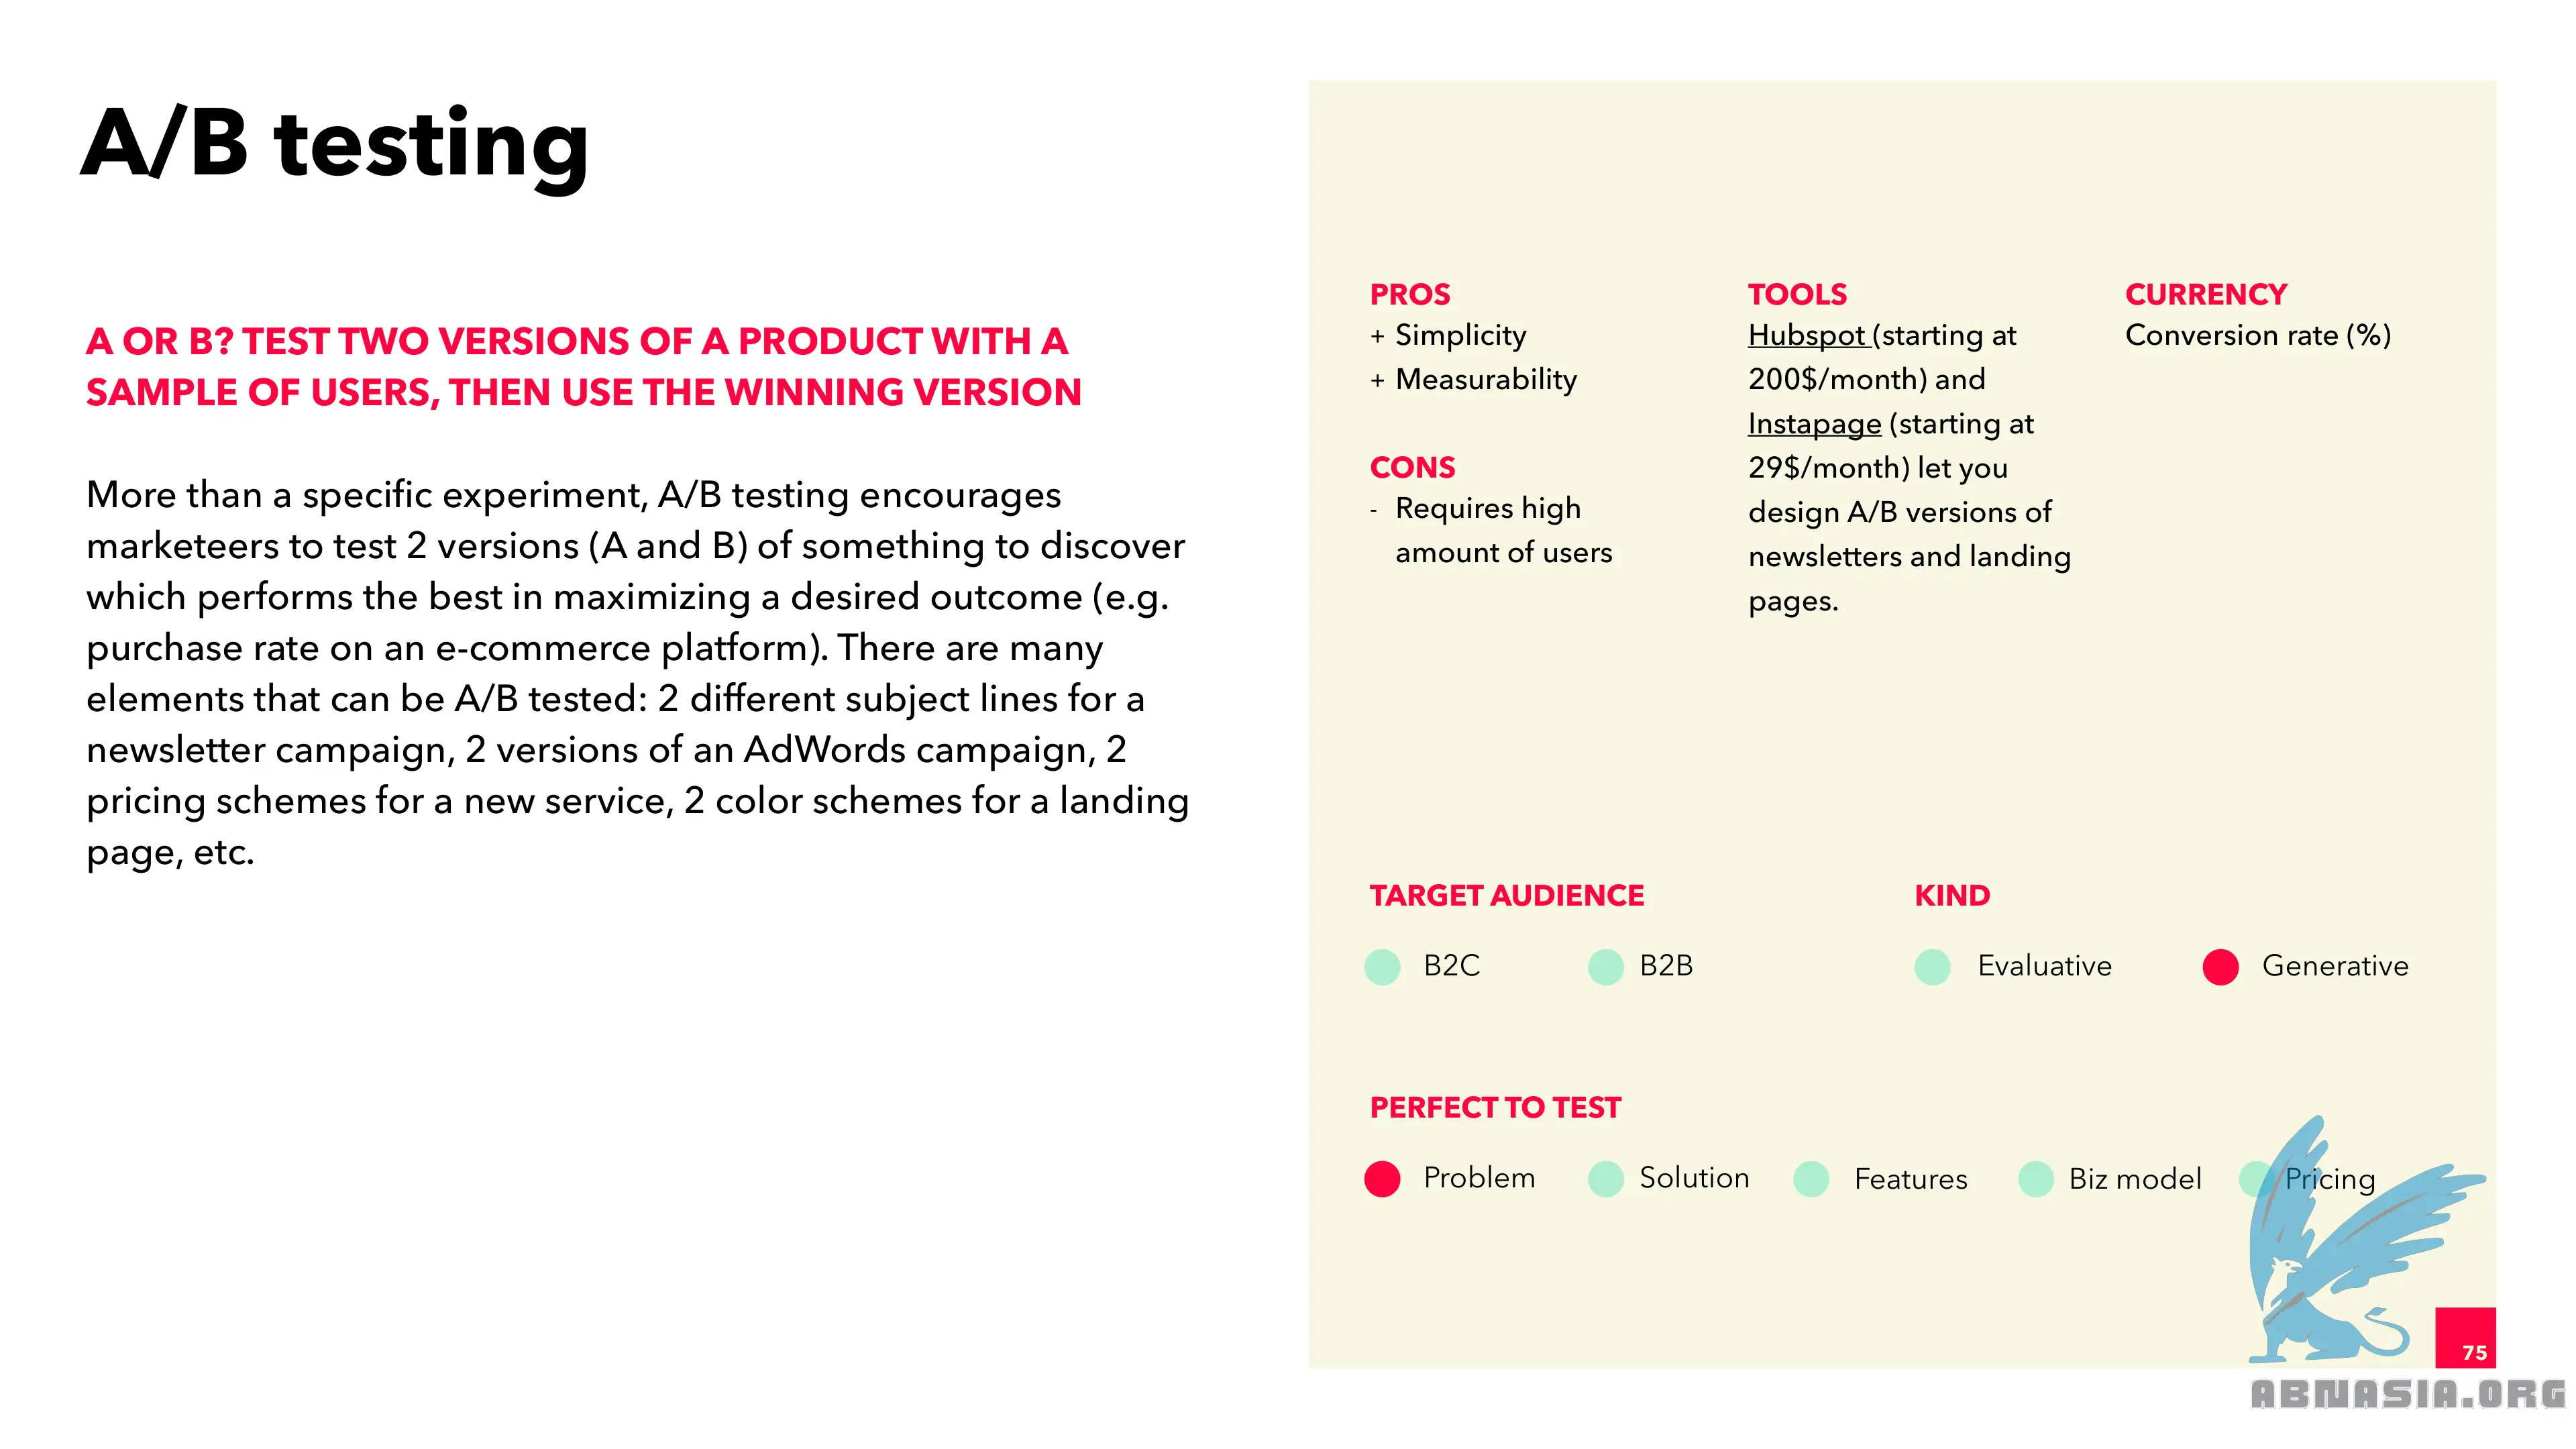 A/B testing
A OR B? TEST TWO VERSIONS OF A PRODUCT WITH A
SAMPLE OF USERS, THEN USE THE WINNING VERSION
More than a specific experiment, A/B testing encourages
marketeers to test 2 versions (A and B) of something to discover
which performs the best in maximizing a desired outcome (e.g.
purchase rate on an e-commerce platform). There are many
elements that can be A/B tested: 2 different subject lines for a
newsletter campaign, 2 versions of an AdWords campaign, 2
pricing schemes for a new service, 2 color schemes for a landing
page, etc.
PROS
+ Simplicity
+ Measurability
CONS
- Requires high
amount of users
TOOLS
Hubspot (starting at
200$/month) and
Instapage (starting at
29$/month) let you
design A/B versions of
newsletters and landing
pages.
CURRENCY
Conversion rate (%)
TARGET AUDIENCE
B2C B2B
KIND
Evaluative Generative
PERFECT TO TEST
Problem Solution Features Biz model Pricing
75
ABNASIA.ORG